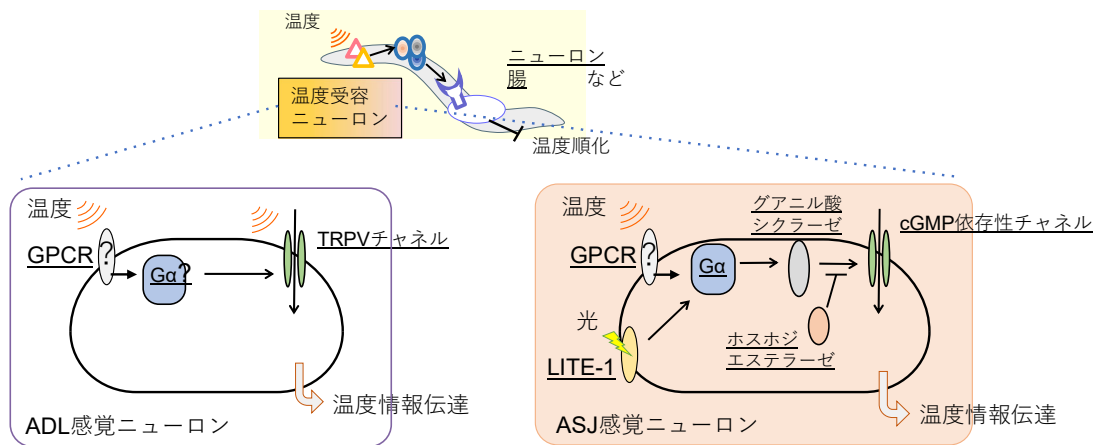 温度
ニューロン
腸 など
温度受容
ニューロン
温度順化
温度
GPCR
?
Gα?
TRPVチャネル
温度情報伝達
ADL感覚ニューロン
温度
GPCR
?
Gα
グアニル酸
シクラーゼ
cGMP依存性チャネル
光
LITE-1
ホスホジ
エステラーゼ
温度情報伝達
ASJ感覚ニューロン